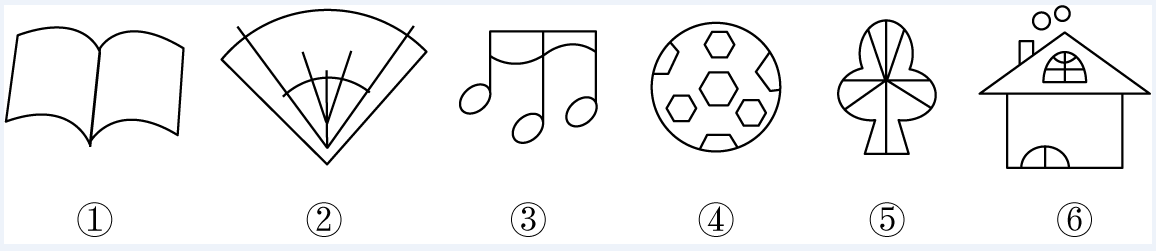 ① ② ③ ④ ⑤ ⑥